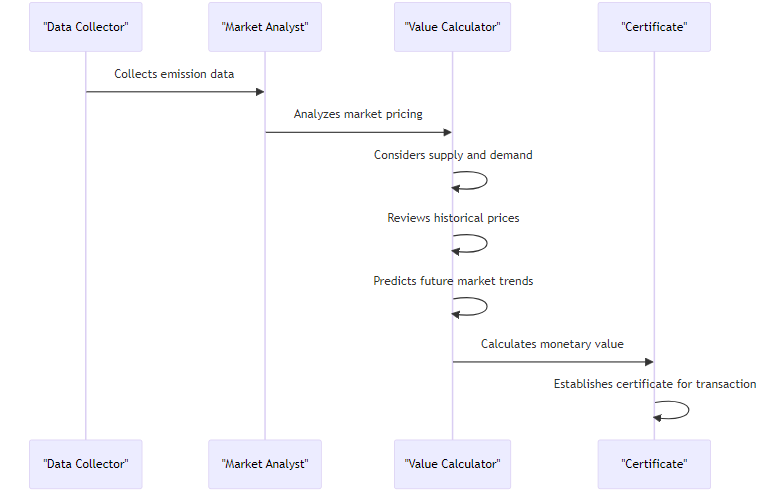 "Data Collector"
"Market Analyst"
"Value Calculator"
"Certificate"
Collects emission data
Analyzes market pricing
Considers supply and demand
Reviews historical prices
Predicts future market trends
Calculates monetary value
Establishes certificate for transaction
"Data Collector"
"Market Analyst"
"Value Calculator"
"Certificate"